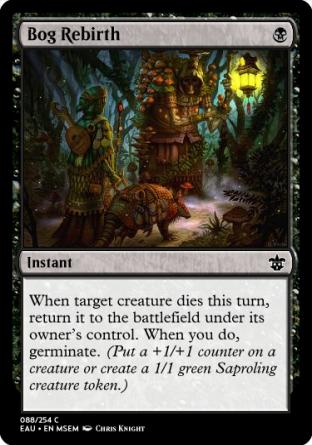 Bog Rebirth
Instant
When target creature dies this turn,
return it to the battlefield under its
owner's control. When you do,
germinate. (Put a +1/+1 counter on a
creature or create a 1/1 green Saproling
creature token.)
088/254 C
EAU • EN MSEM Chris Knight